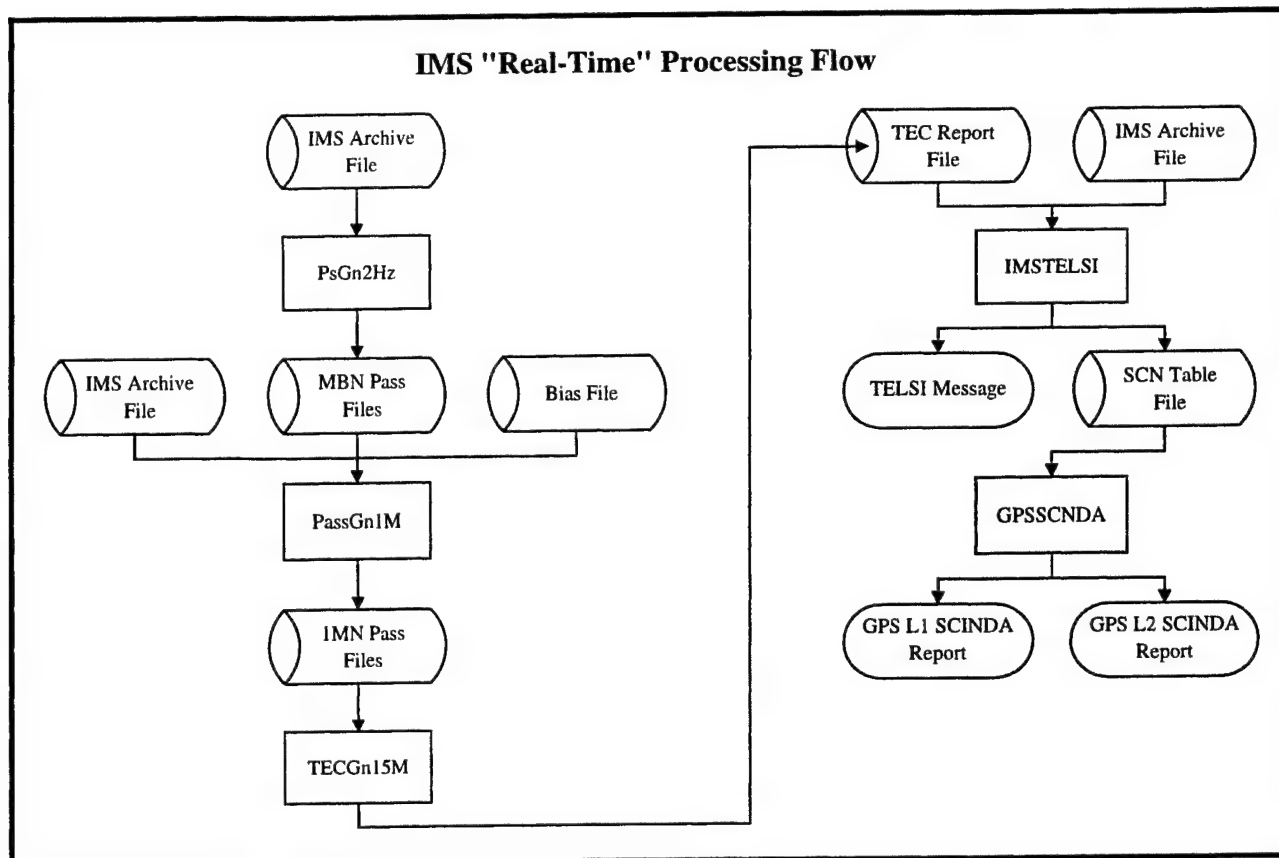 IMS "Real-Time" Processing Flow
IMS Archive
File
PsGn2Hz
IMS Archive
File
MBN Pass
Files
Bias File
PassGn1M
1MN Pass
Files
TECGn15M
TEC Report
File
IMS Archive
File
IMSTELSI
TELSI Message
SCN Table
File
GPSSCNDA
GPS L1 SCINDA
Report
GPS L2 SCINDA
Report